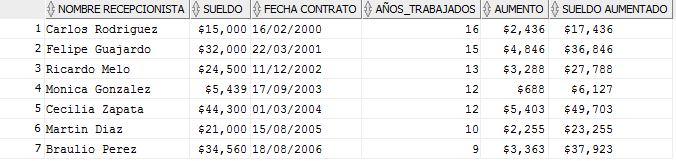 NOMBRE RECEPCIONISTA SUELDO FECHA CONTRATO AÑOS_TRABAJADOS AUMENTO SUELDO AUMENTADO
1 Carlos Rodriguez $15,000 16/02/2000 16 $2,436 $17,436
2 Felipe Guajardo $32,000 22/03/2001 15 $4,846 $36,846
3 Ricardo Melo $24,500 11/12/2002 13 $3,288 $27,788
4 Monica Gonzalez $5,439 17/09/2003 12 $688 $6,127
5 Cecilia Zapata $44,300 01/03/2004 12 $5,403 $49,703
6 Martin Diaz $21,000 15/08/2005 10 $2,255 $23,255
7 Braulio Perez $34,560 18/08/2006 9 $3,363 $37,923